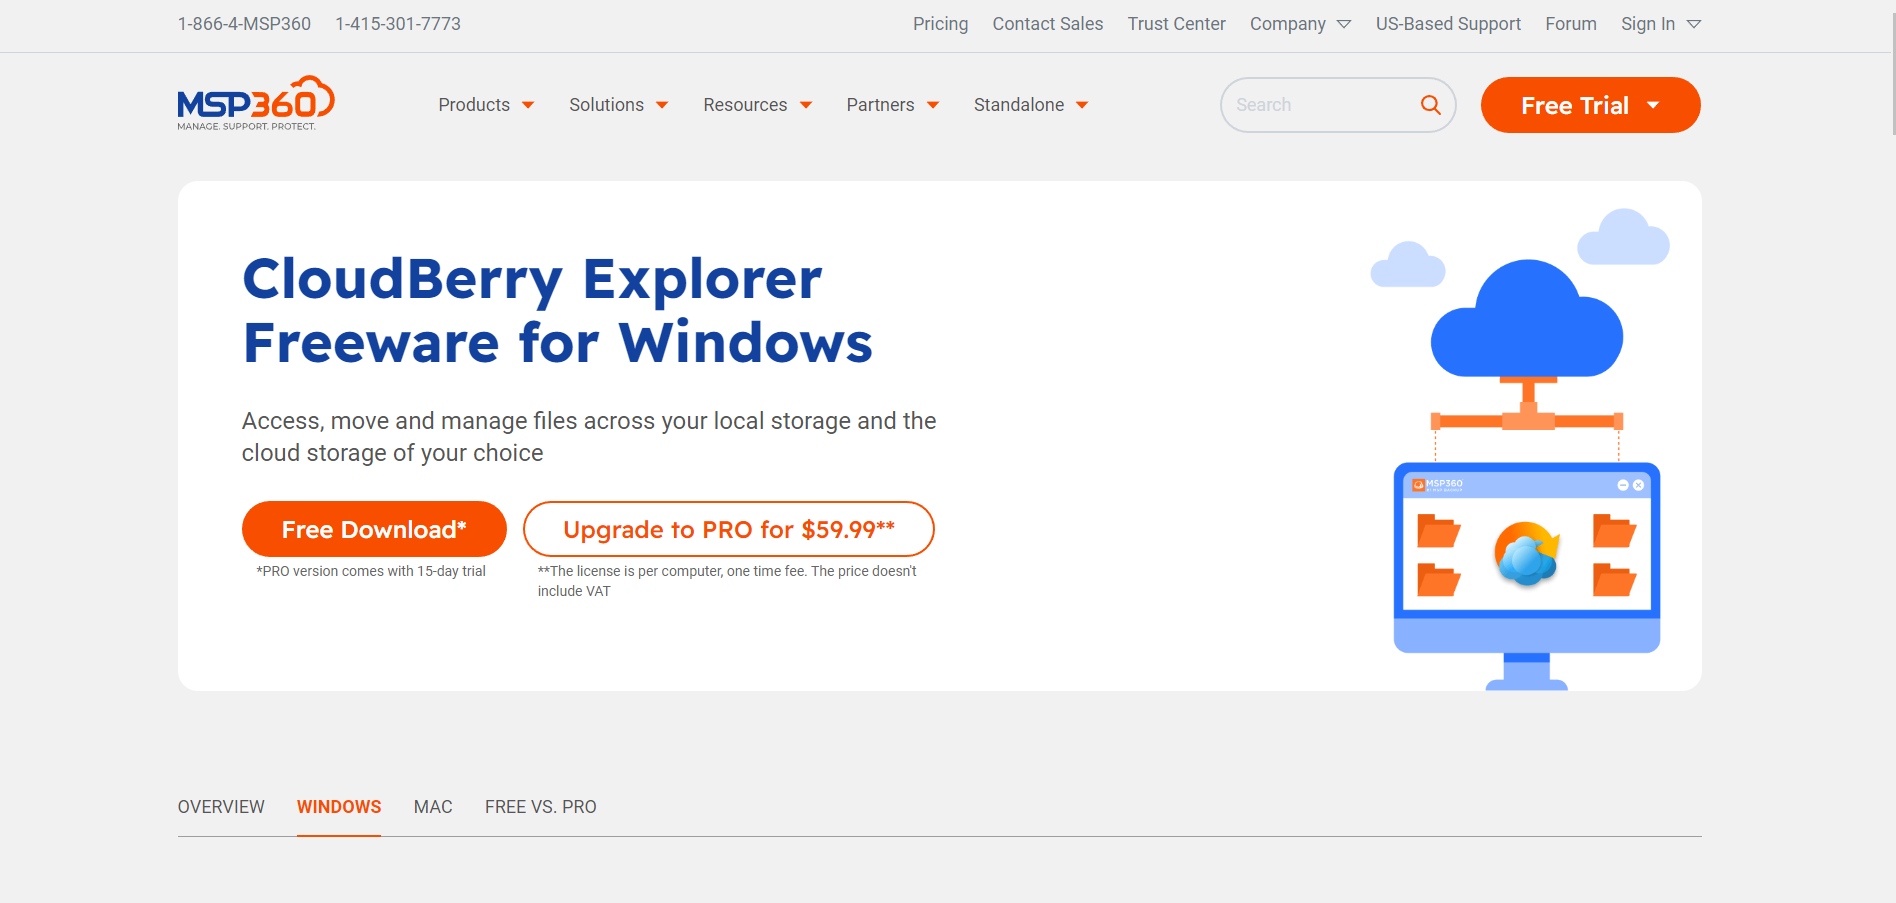 1-866-4-MSP360 1-415-301-7773 Pricing Contact Sales Trust Center Company US-Based Support Forum Sign In
MSP360
MANAGE. SUPPORT. PROTECT.
Products Solutions Resources Partners Standalone Search Free Trial
CloudBerry Explorer
Freeware for Windows
Access, move and manage files across your local storage and the
cloud storage of your choice
MSP360
Free Download* Upgrade to PRO for $59.99**
*PRO version comes with 15-day trial **The license is per computer, one time fee. The price doesn't
include VAT
OVERVIEW WINDOWS MAC FREE VS. PRO